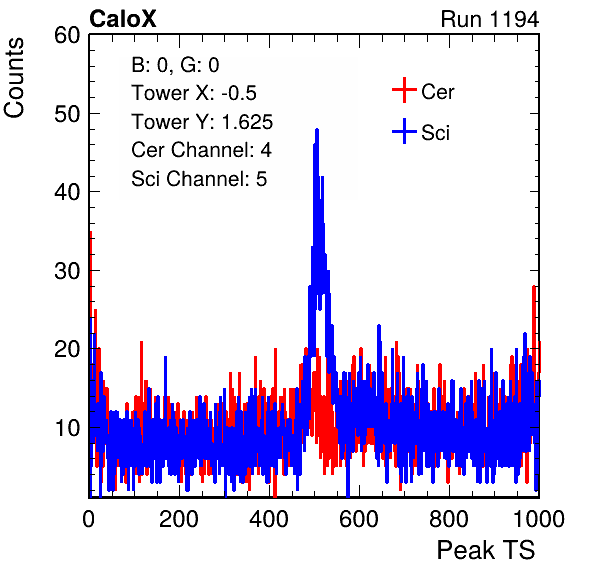 CaloX Run 1194
Counts
60
50
40
30
20
10
B: 0, G: 0
Tower X: -0.5
Tower Y: 1.625
Cer Channel: 4
Sci Channel: 5
Cer
Sci
0 200 400 600 800 1000
Peak TS